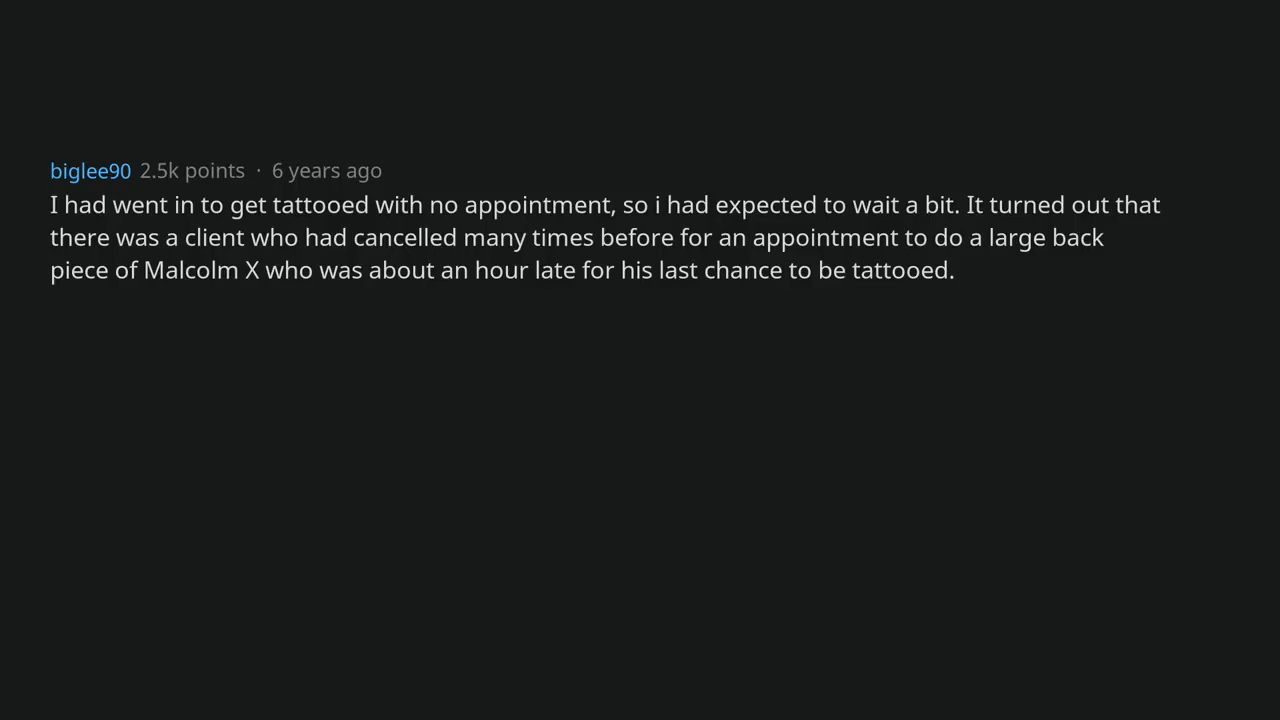 biglee90 2.5k points · 6 years ago
I had went in to get tattooed with no appointment, so i had expected to wait a bit. It turned out that
there was a client who had cancelled many times before for an appointment to do a large back
piece of Malcolm X who was about an hour late for his last chance to be tattooed.